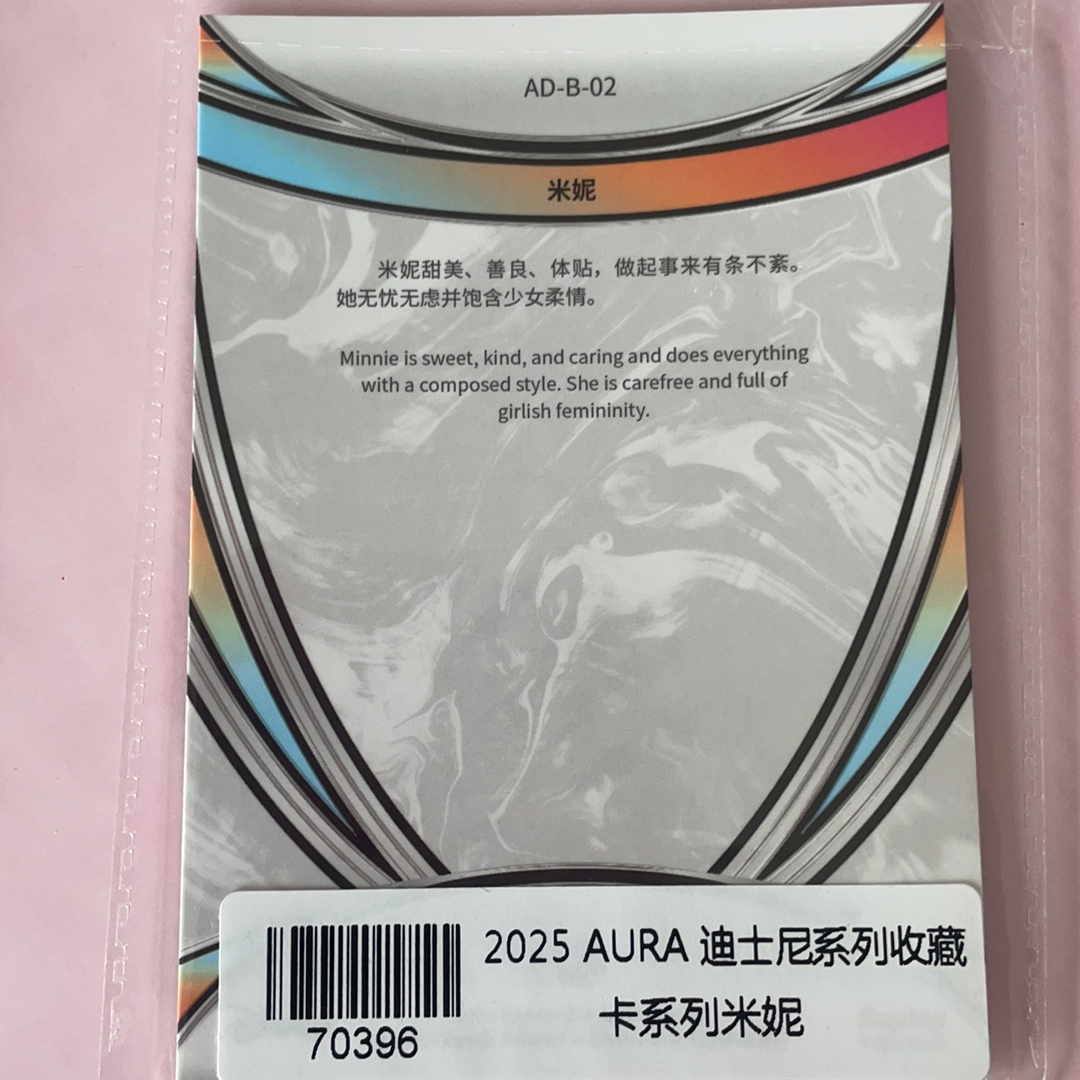 AD-B-02
米妮
米妮甜美、善良、体贴，做起事来有条不紊。
她无忧无虑并饱含少女柔情。
Minnie is sweet, kind, and caring and does everything
with a composed style. She is carefree and full of
girlish femininity.
2025 AURA 迪士尼系列收藏
卡系列米妮
70396